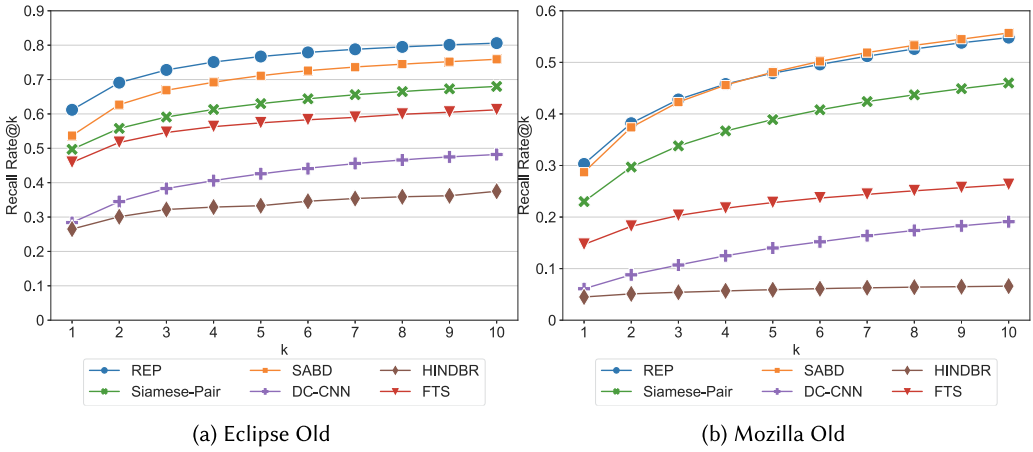 0.9
0.8
0.7
0.6
0.5
0.4
0.3
0.2
0.1
0
Recall Rate@k
1 2 3 4 5 6 7 8 9 10
k
REP SABD HINDBR
Siamese-Pair DC-CNN FTS
(a) Eclipse Old
0.6
0.5
0.4
0.3
0.2
0.1
0
Recall Rate@k
1 2 3 4 5 6 7 8 9 10
k
REP SABD HINDBR
Siamese-Pair DC-CNN FTS
(b) Mozilla Old